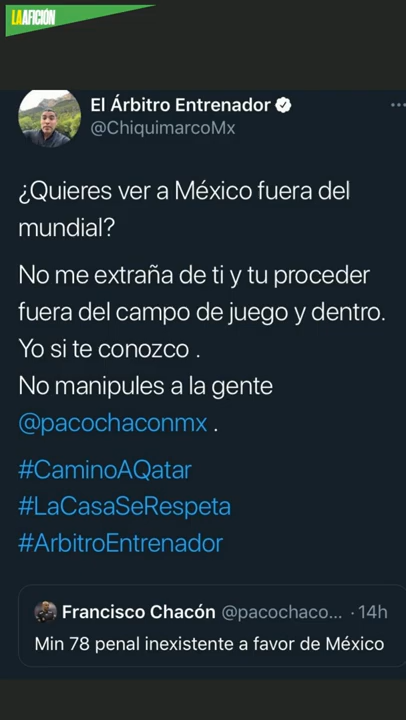 LAAFICIÓN
El Árbitro Entrenador
@ChiquimarcoMx
¿Quieres ver a México fuera del
mundial?
No me extraña de ti y tu proceder
fuera del campo de juego y dentro.
Yo si te conozco .
No manipules a la gente
@pacochaconmx .
#CaminoAQatar
#LaCasaSeRespeta
#ArbitroEntrenador
Francisco Chacón @pacochaco... · 14h
Min 78 penal inexistente a favor de México